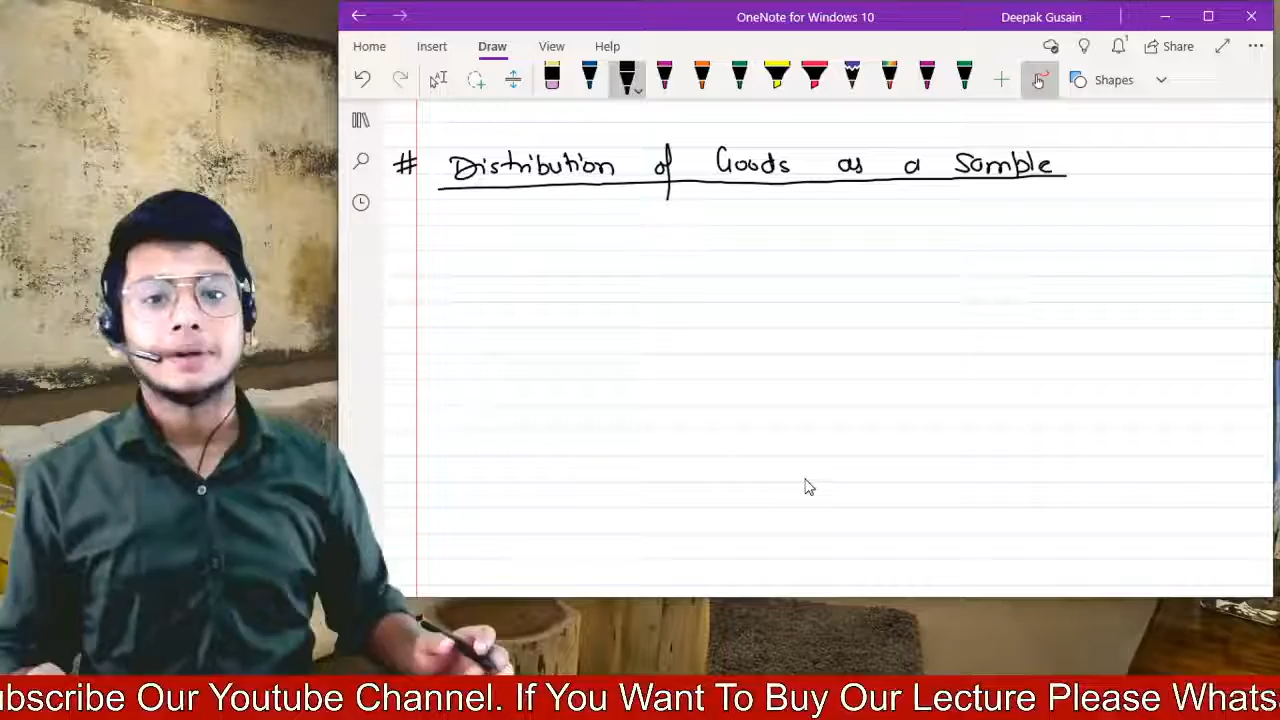 OneNote for Windows 10
Deepak Gusain
Home Insert Draw View Help
Share
Shapes
# Distribution of Goods as a Sample
ubscribe Our Youtube Channel. If You Want To Buy Our Lecture Please Whats